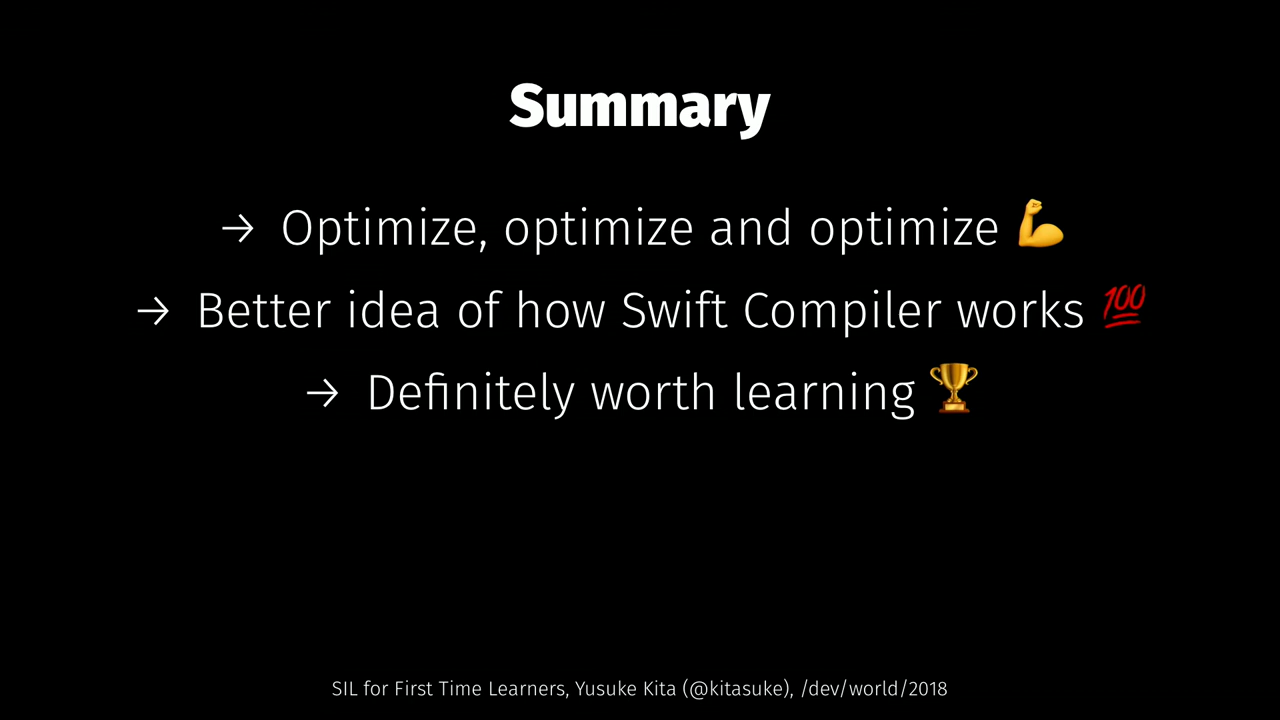 Summary
→ Optimize, optimize and optimize 💪
→ Better idea of how Swift Compiler works 💯
→ Definitely worth learning 🏆
SIL for First Time Learners, Yusuke Kita (@kitasuke), /dev/world/2018